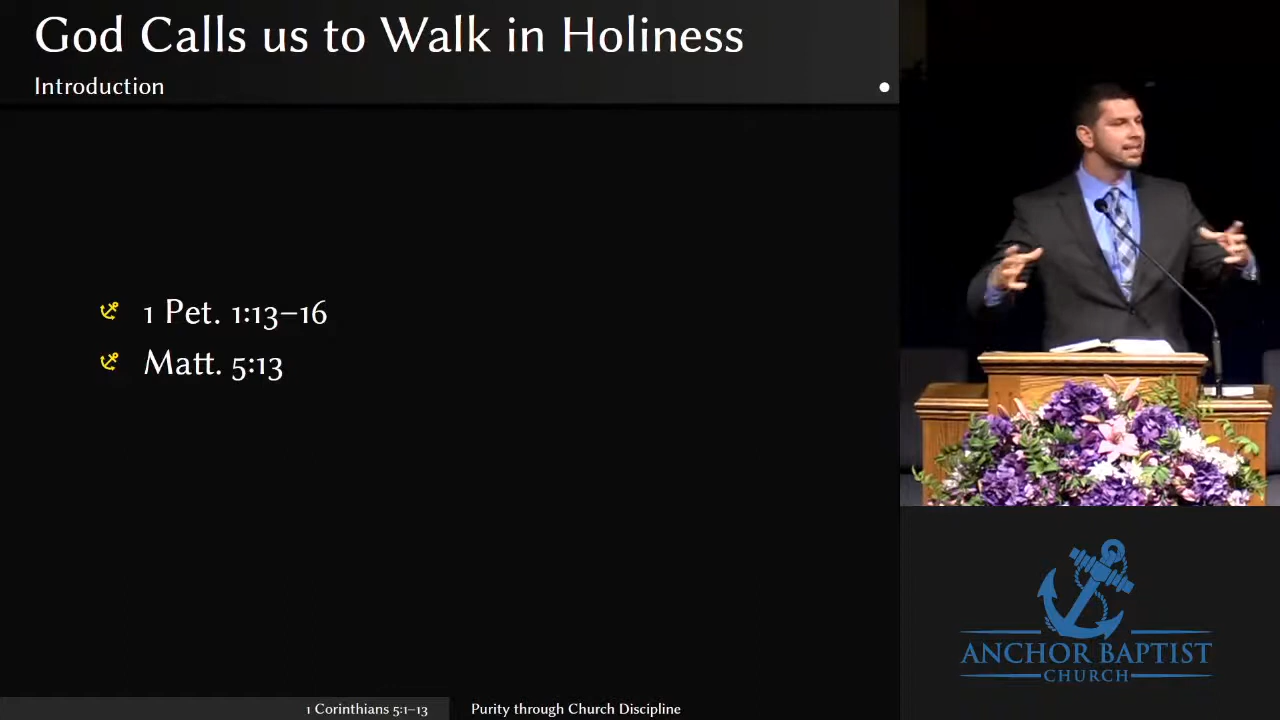 God Calls us to Walk in Holiness
Introduction
1 Pet. 1:13–16
Matt. 5:13
ANCHOR BAPTIST
CHURCH
1 Corinthians 5:1–13
Purity through Church Discipline